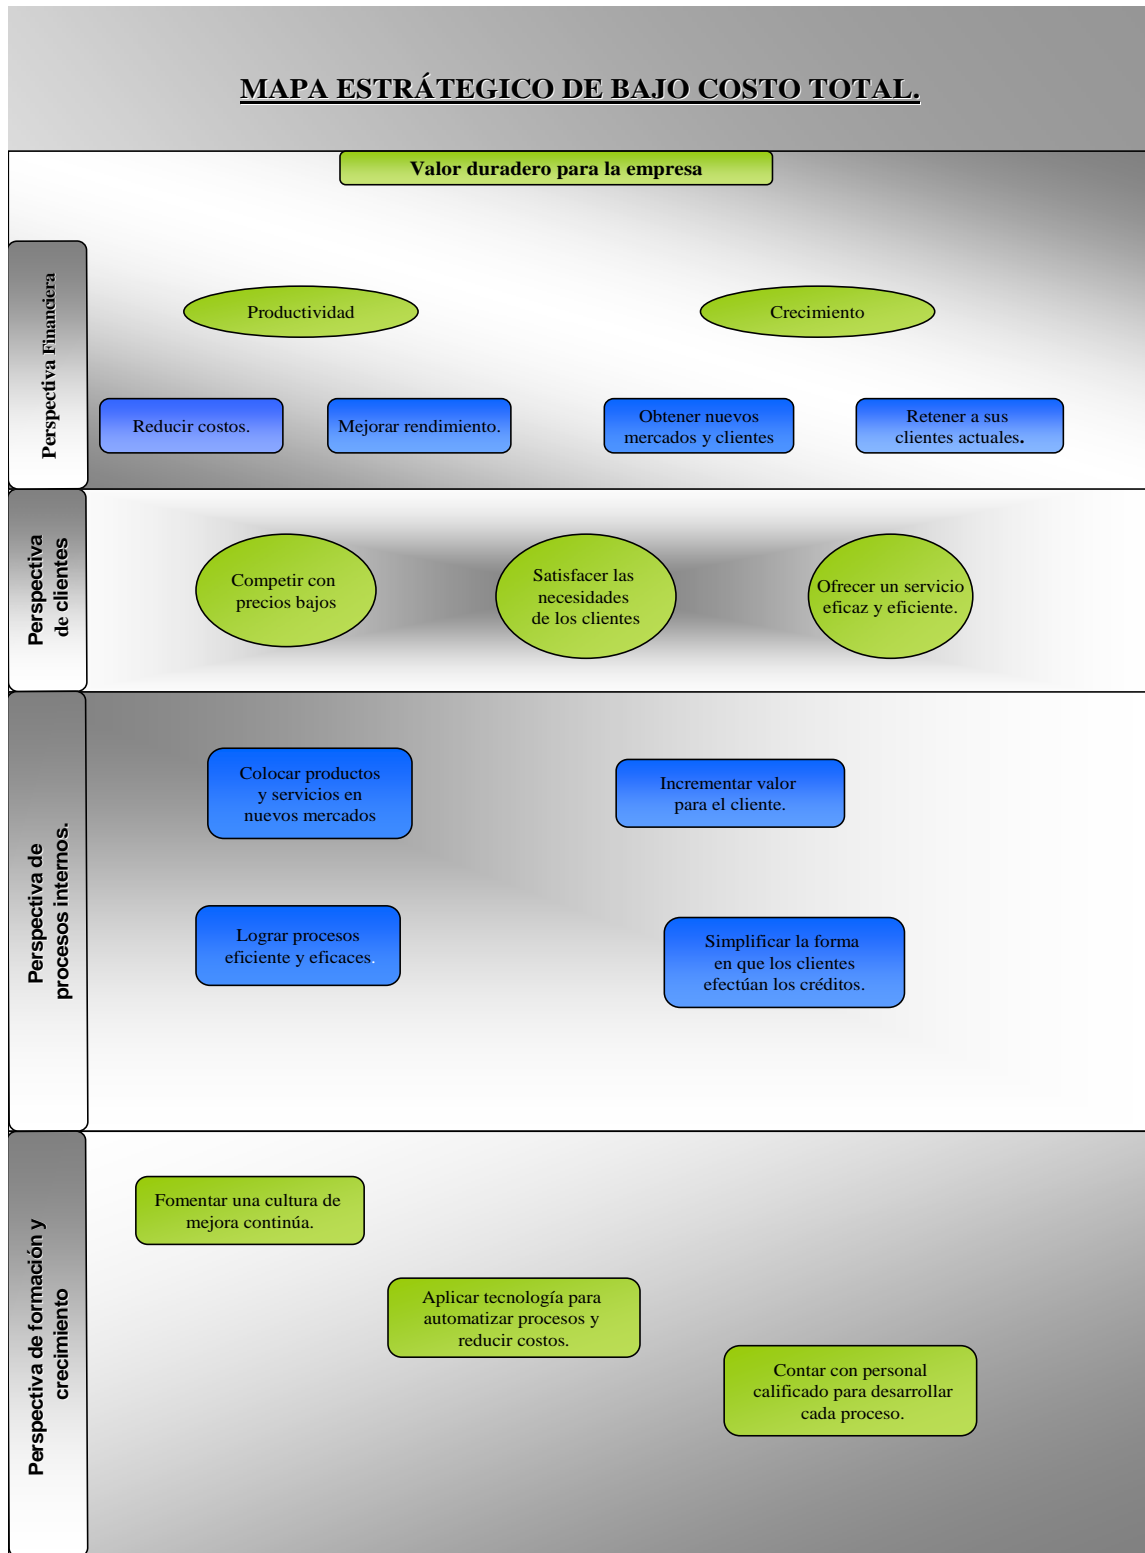 MAPA ESTRÁTEGICO DE BAJO COSTO TOTAL.
Valor duradero para la empresa
Perspectiva Financiera
Productividad
Crecimiento
Reducir costos.
Mejorar rendimiento.
Obtener nuevos
mercados y clientes
Retener a sus
clientes actuales.
Perspectiva
de clientes
Competir con
precios bajos
Satisfacer las
necesidades
de los clientes
Ofrecer un servicio
eficaz y eficiente.
Perspectiva de
procesos internos.
Colocar productos
y servicios en
nuevos mercados
Incrementar valor
para el cliente.
Lograr procesos
eficiente y eficaces.
Simplificar la forma
en que los clientes
efectúan los créditos.
Perspectiva de formación y
crecimiento
Fomentar una cultura de
mejora continúa.
Aplicar tecnología para
automatizar procesos y
reducir costos.
Contar con personal
calificado para desarrollar
cada proceso.